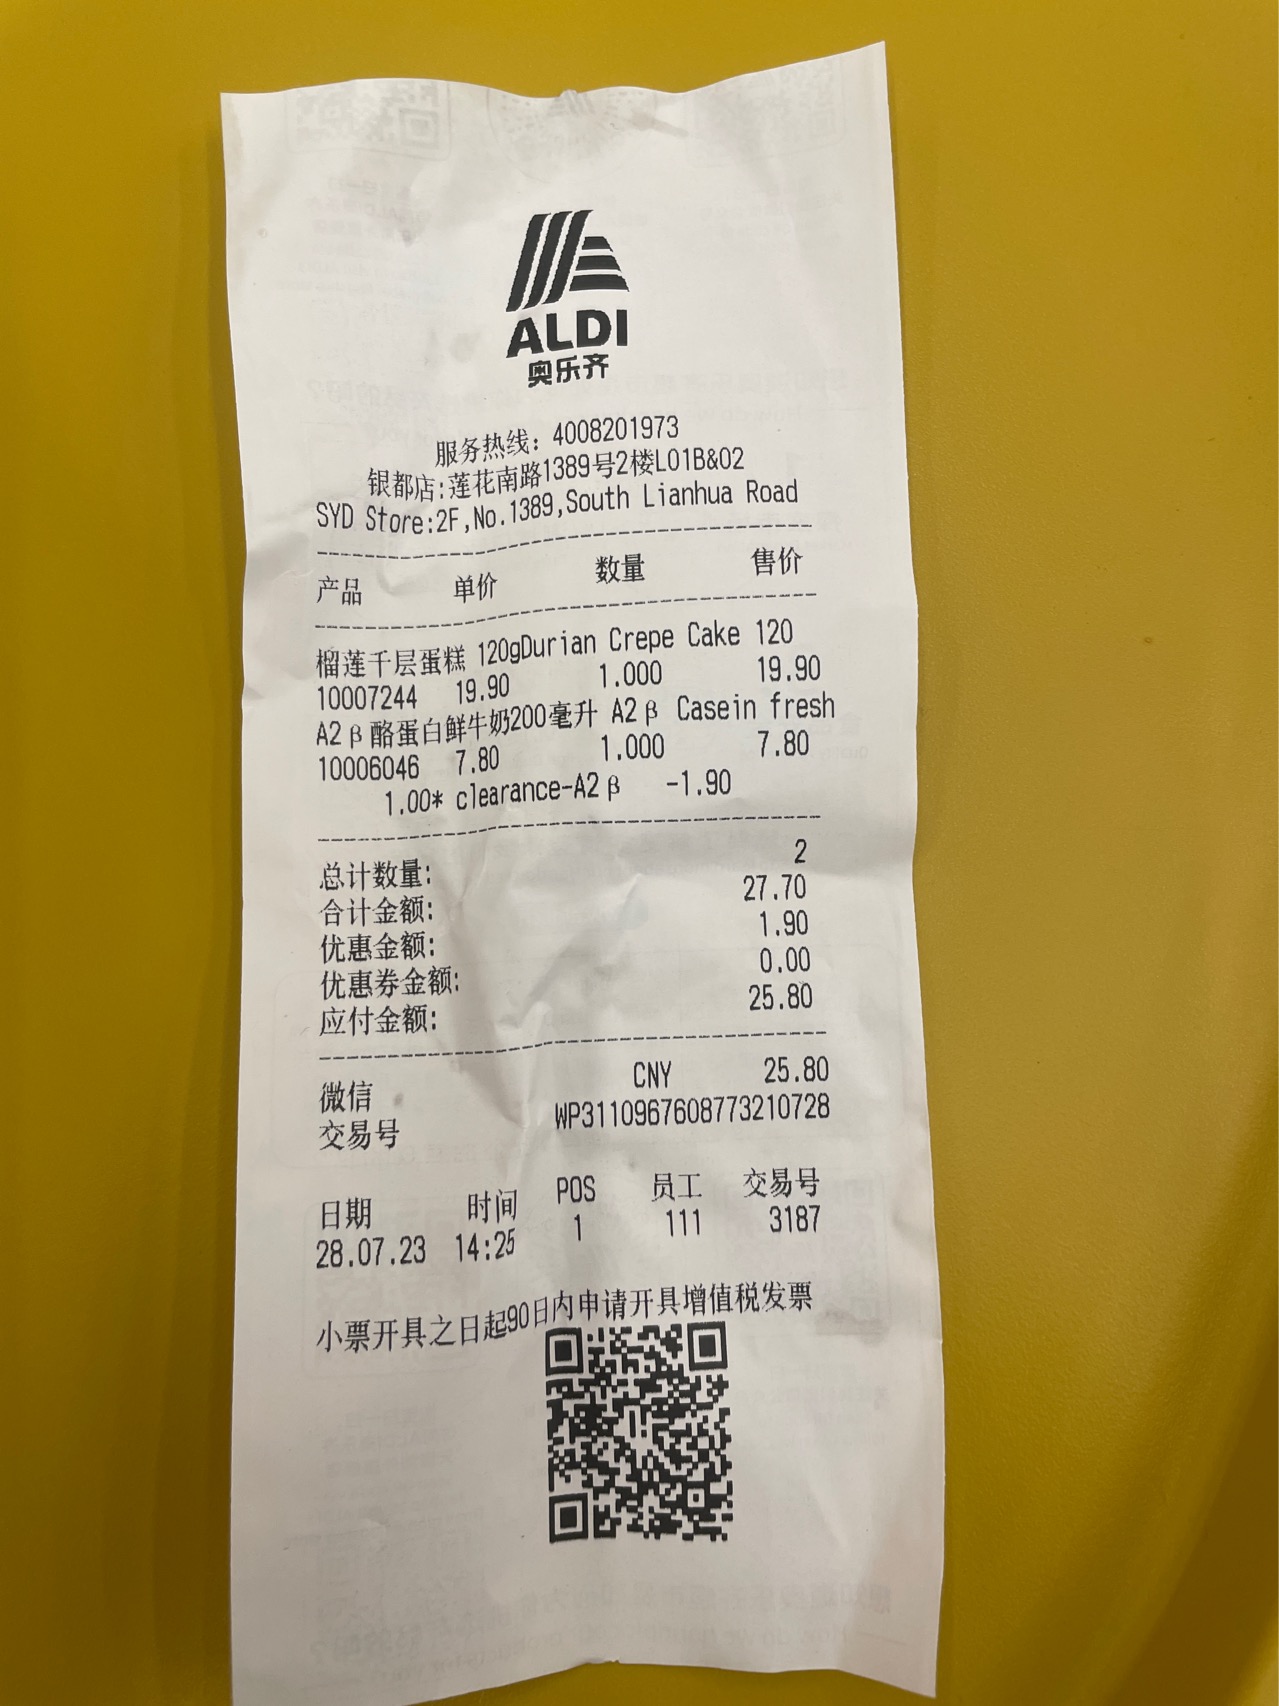 ALDI
奥乐齐
服务热线: 4008201973
银都店:莲花南路1389号2楼L01B&02
SYD Store:2F,No.1389,South Lianhua Road
产品 单价 数量 售价
榴莲千层蛋糕 120gDurian Crepe Cake 120
10007244 19.90 1.000 19.90
A2β酪蛋白鲜牛奶200毫升 A2β Casein fresh
10006046 7.80 1.000 7.80
1.00* clearance-A2β -1.90
总计数量: 2
合计金额: 27.70
优惠金额: 1.90
优惠券金额: 0.00
应付金额: 25.80
微信 CNY 25.80
交易号 WP3110967608773210728
日期 时间 POS 员工 交易号
28.07.23 14:25 1 111 3187
小票开具之日起90日内申请开具增值税发票